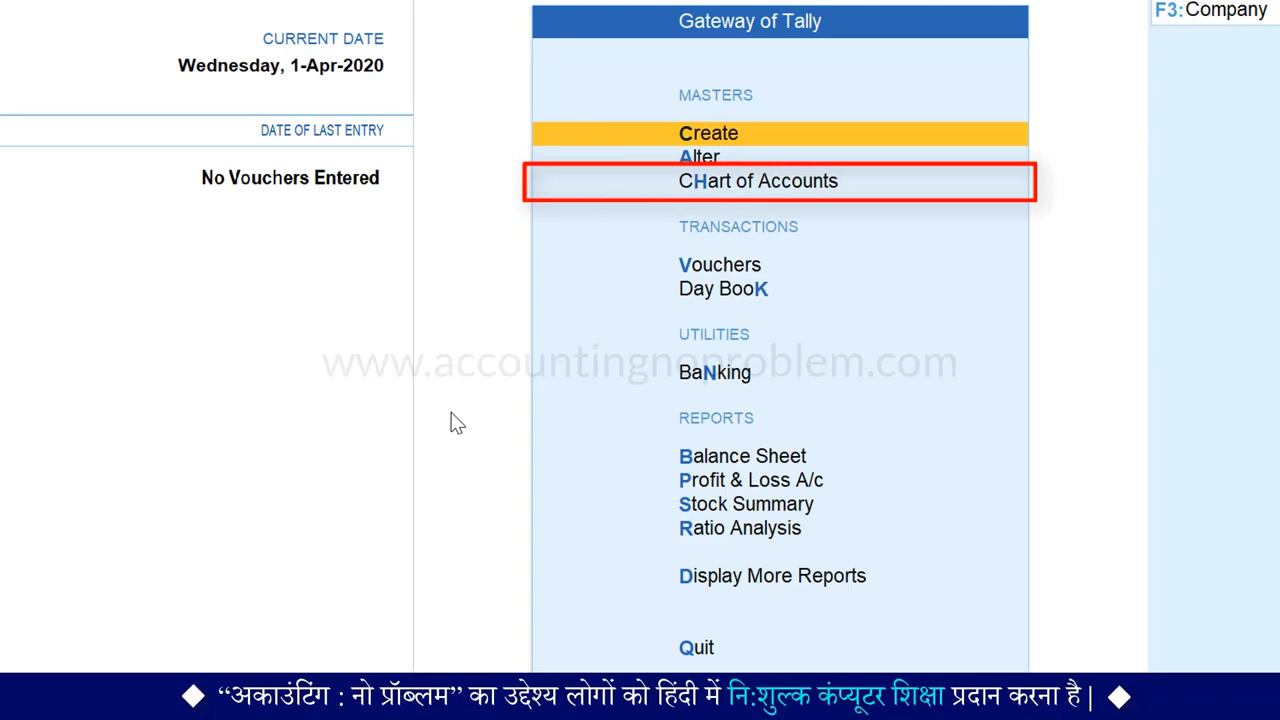 CURRENT DATE
Wednesday, 1-Apr-2020
DATE OF LAST ENTRY
No Vouchers Entered
Gateway of Tally
MASTERS
Create
Alter
CHart of Accounts
TRANSACTIONS
Vouchers
Day BooK
UTILITIES
BaNking
REPORTS
Balance Sheet
Profit & Loss A/c
Stock Summary
Ratio Analysis
Display More Reports
Quit
F3:Company
www.accountingnoproblem.com
◆ “अकाउंटिंग : नो प्रॉब्लम” का उद्देश्य लोगों को हिंदी में नि:शुल्क कंप्यूटर शिक्षा प्रदान करना है | ◆